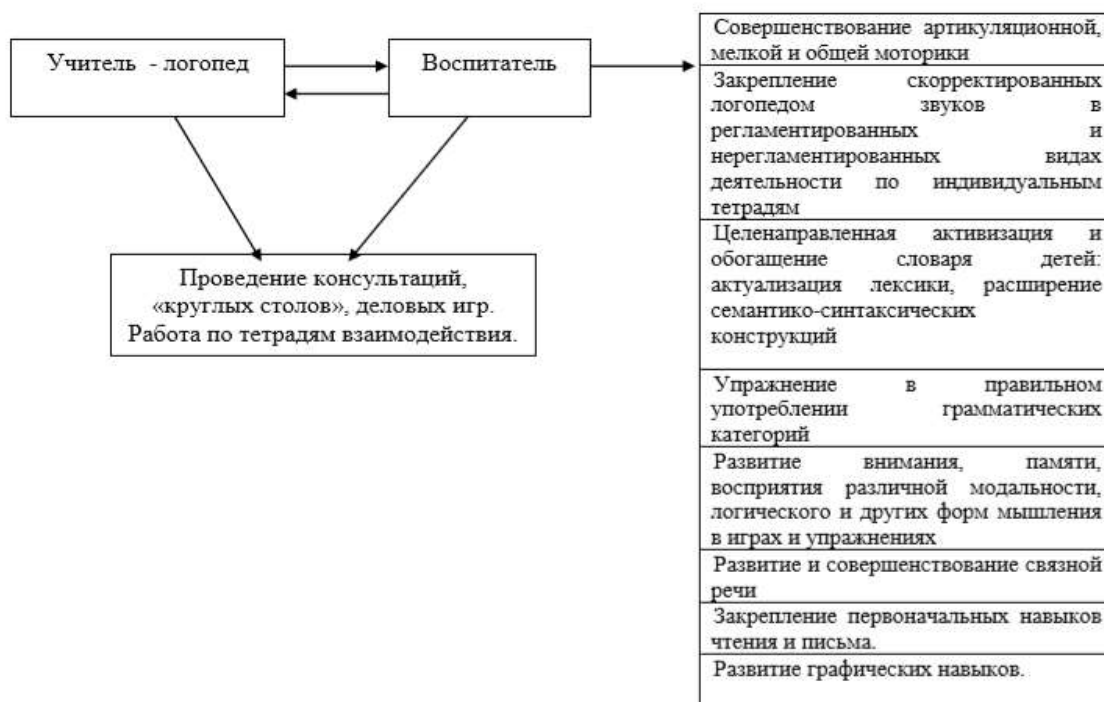 Учитель - логопед
Воспитатель
Проведение консультаций,
«круглых столов», деловых игр.
Работа по тетрадям взаимодействия.
Совершенствование артикуляционной,
мелкой и общей моторики
Закрепление скорректированных
логопедом звуков в
регламентированных и
нерегламентированных видах
деятельности по индивидуальным
тетрадям
Целенаправленная активизация и
обогащение словаря детей:
актуализация лексики, расширение
семантико-синтаксических
конструкций
Упражнение в правильном
употреблении грамматических
категорий
Развитие внимания, памяти,
восприятия различной модальности,
логического и других форм мышления
в играх и упражнениях
Развитие и совершенствование связной
речи
Закрепление первоначальных навыков
чтения и письма.
Развитие графических навыков.